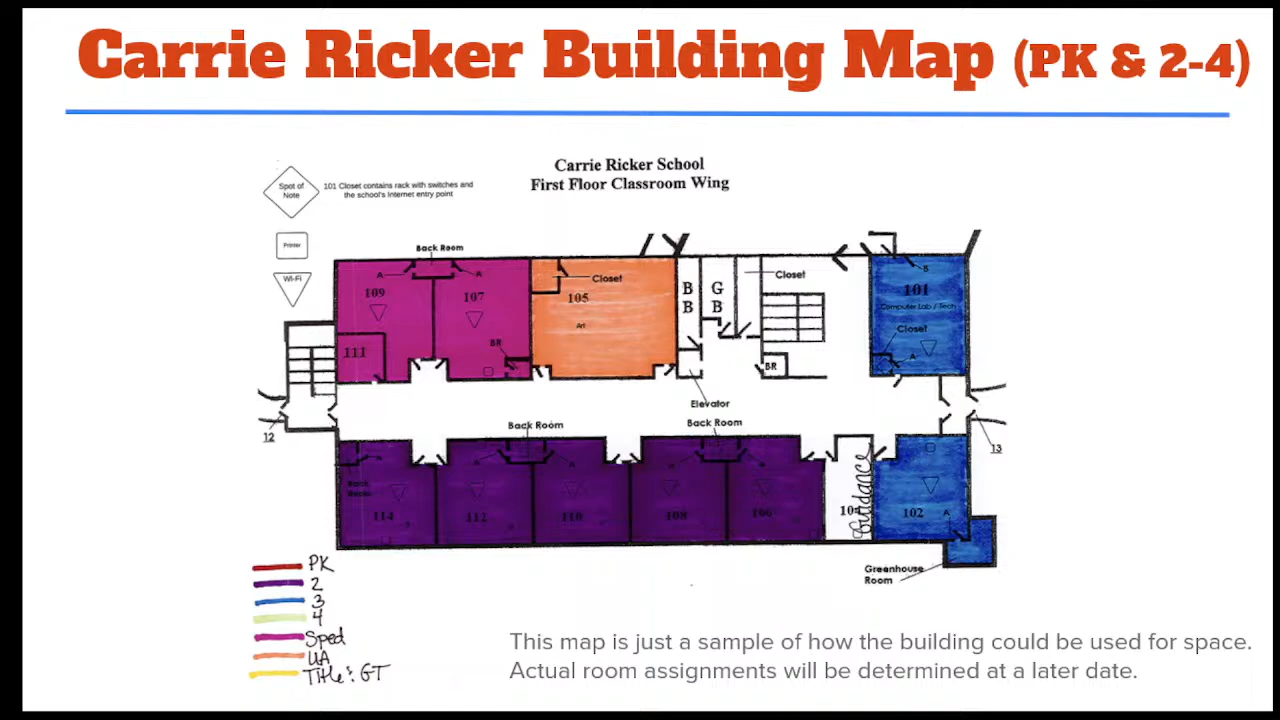 Carrie Ricker Building Map (PK & 2-4)
Carrie Ricker School
First Floor Classroom Wing
Spot of
Note
101 Closet contains rack with switches and
the school's Internet entry point
Printer
Wi-Fi
Back Room
A
A
109
107
111
BR
Closet
105
Art
B
B
G
B
Closet
BR
Elevator
B
101
Computer Lab / Tech
Closet
A
12
13
Back Room
Back Room
Back
Room
114
112
110
108
106
104
Guidance
102
A
Greenhouse
Room
PK
2
3
4
Sped
UA
Title : GT
This map is just a sample of how the building could be used for space.
Actual room assignments will be determined at a later date.